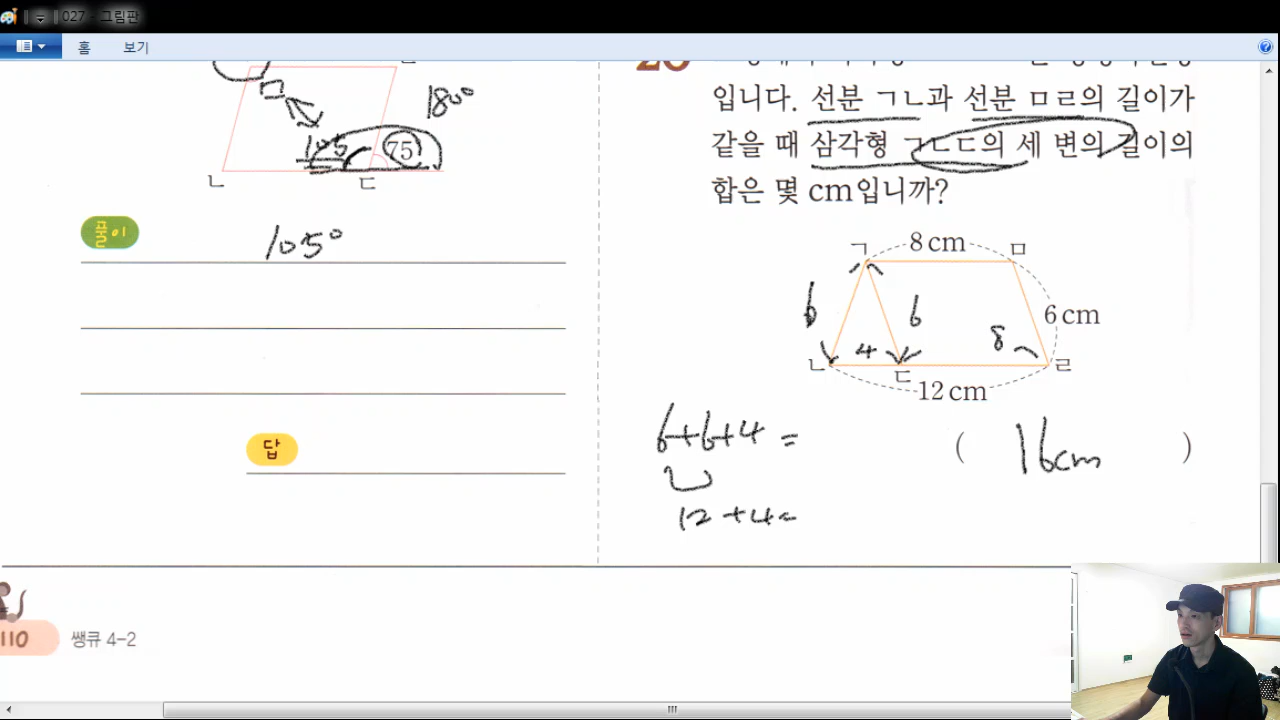 027 - 그림판
홈 보기
ㄴ ㄷ
75
105
180°
풀이
105°
답
110 쌩큐 4-2
입니다. 선분 ㄱㄴ과 선분 ㅁㄹ의 길이가
같을 때 삼각형 ㄱㄴㄷ의 세 변의 길이의
합은 몇 cm입니까?
ㄱ 8 cm ㅁ
6 6 6 cm
4 8
ㄴ ㄷ ㄹ
12 cm
6+6+4 =
12 +4=
( 16cm )